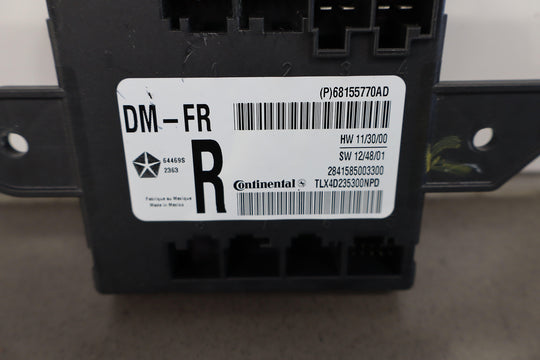 (P)68155770AD
DM-FR
HW 11/30/00
SW 12/48/01
64469S
2363
R
2841585003300
Continental
TLX4D235300NPD
Fabrique au Mexique
Made in Mexico